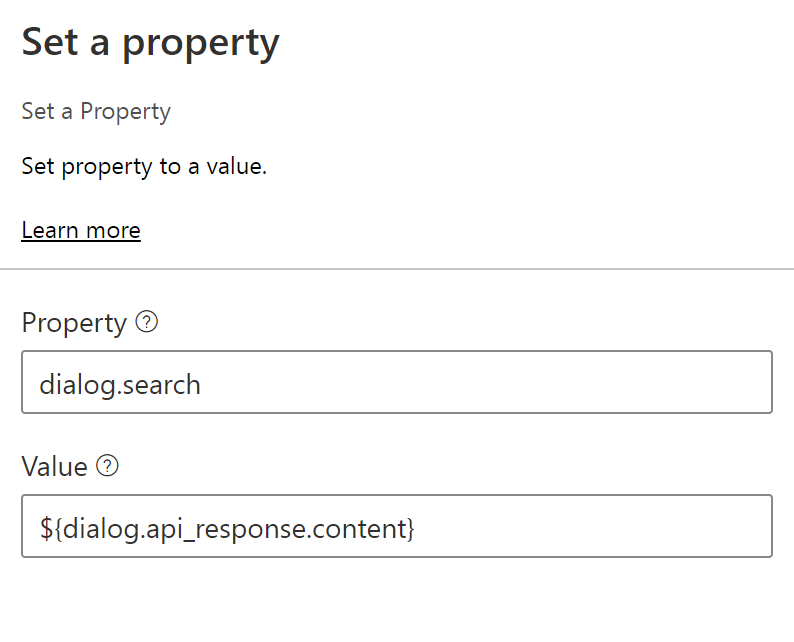 Set a property
Set a Property
Set property to a value.
Learn more
Property ?
dialog.search
Value ?
${dialog.api_response.content}